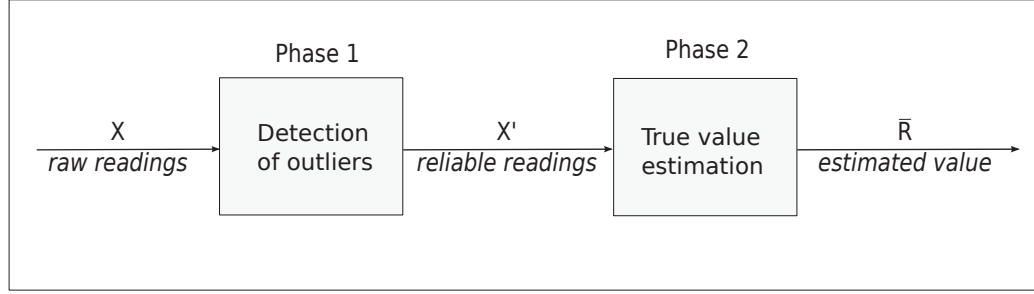 Phase 1
Phase 2
X
raw readings
Detection
of outliers
X'
reliable readings
True value
estimation
R̄
estimated value